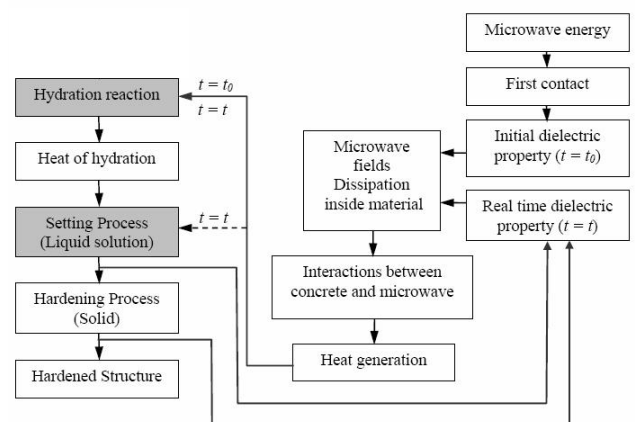 Microwave energy
First contact
Initial dielectric
property (t = t₀)
Real time dielectric
property (t = t)
Microwave
fields
Dissipation
inside material
Interactions between
concrete and microwave
Heat generation
t = t₀
t = t
Hydration reaction
Heat of hydration
t = t
Setting Process
(Liquid solution)
Hardening Process
(Solid)
Hardened Structure